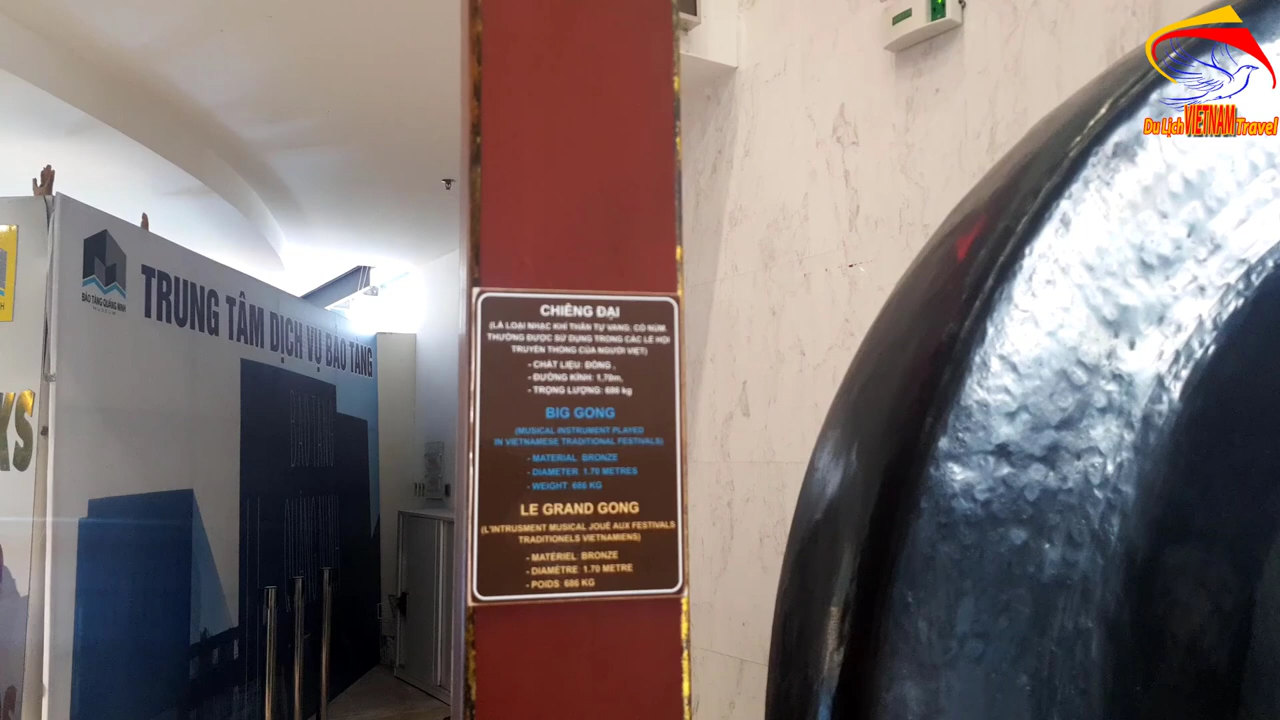 Du Lịch VIETNAM Travel
BẢO TÀNG QUẢNG NINH
MUSEUM
TRUNG TÂM DỊCH VỤ BẢO TÀNG
KS
CHIÊNG ĐẠI
(LÀ LOẠI NHẠC KHÍ THÂN TỰ VANG, CÓ NÚM,
THƯỜNG ĐƯỢC SỬ DỤNG TRONG CÁC LỄ HỘI
TRUYỀN THỐNG CỦA NGƯỜI VIỆT)
- CHẤT LIỆU: ĐỒNG ,
- ĐƯỜNG KÍNH: 1,70m,
- TRỌNG LƯỢNG: 686 kg
BIG GONG
(MUSICAL INSTRUMENT PLAYED
IN VIETNAMESE TRADITIONAL FESTIVALS)
- MATERIAL: BRONZE
- DIAMETER: 1.70 METRES
- WEIGHT: 686 KG
LE GRAND GONG
(L'INTRUSMENT MUSICAL JOUÉ AUX FESTIVALS
TRADITIONELS VIETNAMIENS)
- MATÉRIEL: BRONZE
- DIAMÈTRE: 1.70 METRE
- POIDS: 686 KG